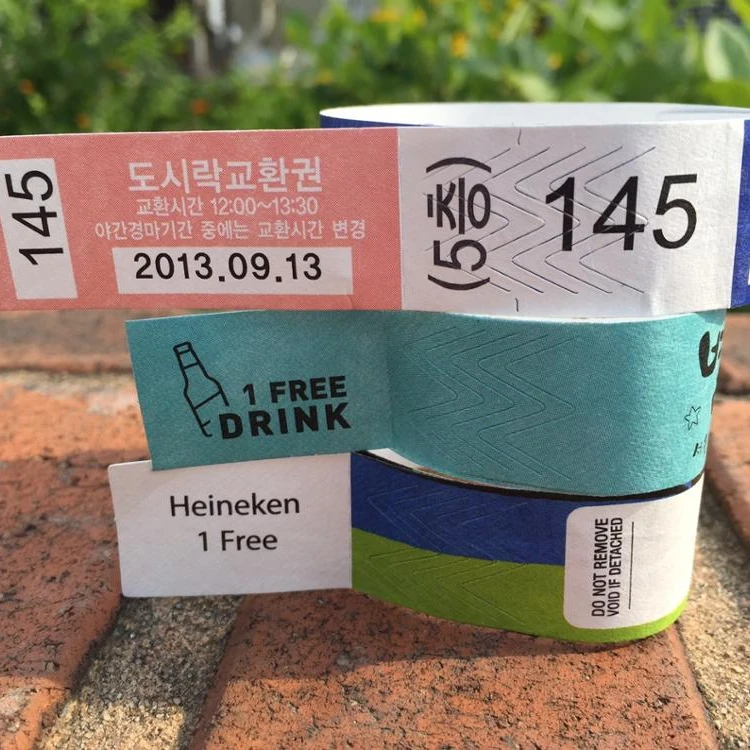 145
도시락교환권
교환시간 12:00~13:30
야간경마기간 중에는 교환시간 변경
2013.09.13
(5층)
145
1 FREE
DRINK
Heineken
1 Free
DO NOT REMOVE
VOID IF DETACHED